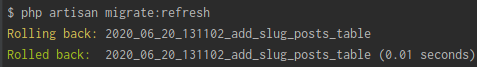 $ php artisan migrate:refresh
Rolling back: 2020_06_20_131102_add_slug_posts_table
Rolled back:  2020_06_20_131102_add_slug_posts_table (0.01 seconds)